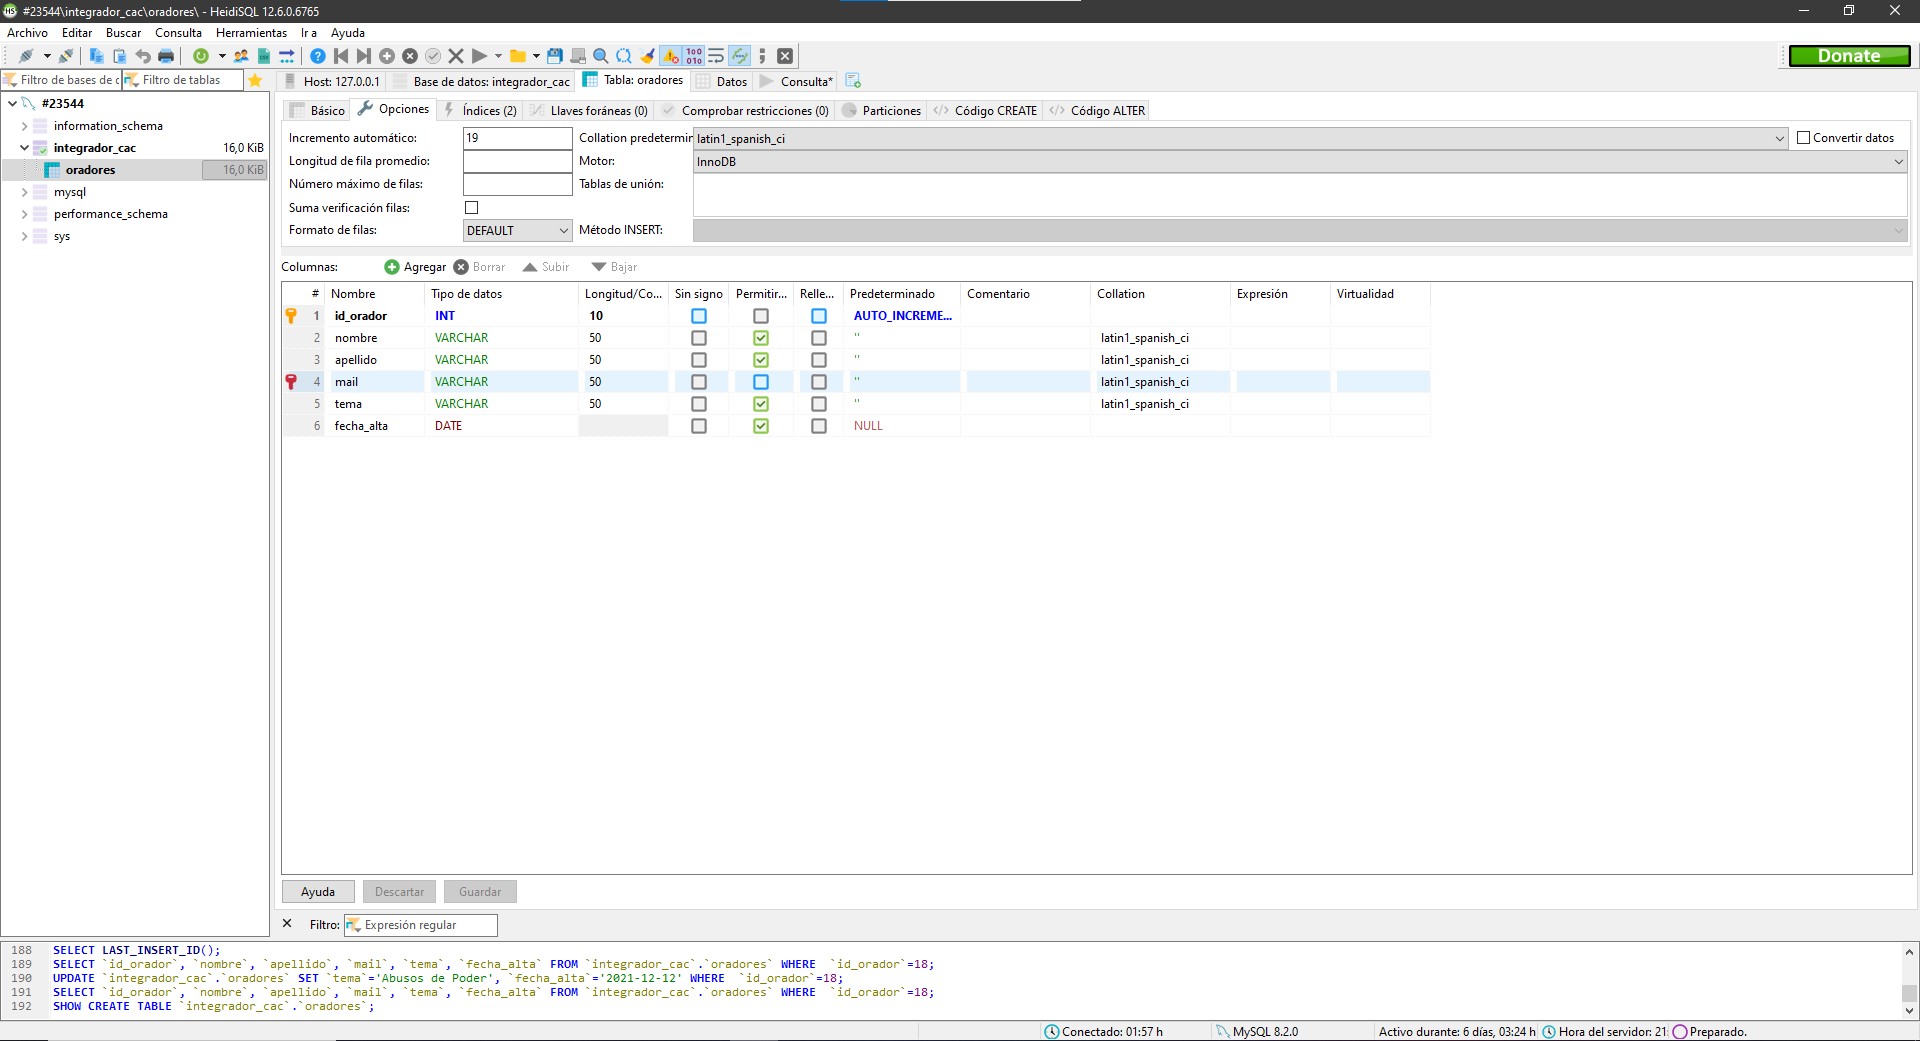 #23544\integrador_cac\oradores\ - HeidiSQL 12.6.0.6765
Archivo Editar Buscar Consulta Herramientas Ir a Ayuda
Donate
Filtro de bases de d Filtro de tablas
Host: 127.0.0.1 Base de datos: integrador_cac Tabla: oradores Datos Consulta*
#23544
information_schema
integrador_cac 16,0 KiB
oradores 16,0 KiB
mysql
performance_schema
sys
Básico Opciones Índices (2) Llaves foráneas (0) Comprobar restricciones (0) Particiones Código CREATE Código ALTER
Incremento automático: 19 Collation predetermin latin1_spanish_ci Convertir datos
Longitud de fila promedio: Motor: InnoDB
Número máximo de filas: Tablas de unión:
Suma verificación filas:
Formato de filas: DEFAULT Método INSERT:
Columnas: Agregar Borrar Subir Bajar
# Nombre Tipo de datos Longitud/Co... Sin signo Permitir... Relle... Predeterminado Comentario Collation Expresión Virtualidad
1 id_orador INT 10 AUTO_INCREME...
2 nombre VARCHAR 50 '' latin1_spanish_ci
3 apellido VARCHAR 50 '' latin1_spanish_ci
4 mail VARCHAR 50 '' latin1_spanish_ci
5 tema VARCHAR 50 '' latin1_spanish_ci
6 fecha_alta DATE NULL
Ayuda Descartar Guardar
Filtro: Expresión regular
188 SELECT LAST_INSERT_ID();
189 SELECT `id_orador`, `nombre`, `apellido`, `mail`, `tema`, `fecha_alta` FROM `integrador_cac`.`oradores` WHERE  `id_orador`=18;
190 UPDATE `integrador_cac`.`oradores` SET `tema`='Abusos de Poder', `fecha_alta`='2021-12-12' WHERE  `id_orador`=18;
191 SELECT `id_orador`, `nombre`, `apellido`, `mail`, `tema`, `fecha_alta` FROM `integrador_cac`.`oradores` WHERE  `id_orador`=18;
192 SHOW CREATE TABLE `integrador_cac`.`oradores`;
Conectado: 01:57 h MySQL 8.2.0 Activo durante: 6 días, 03:24 h Hora del servidor: 21: Preparado.